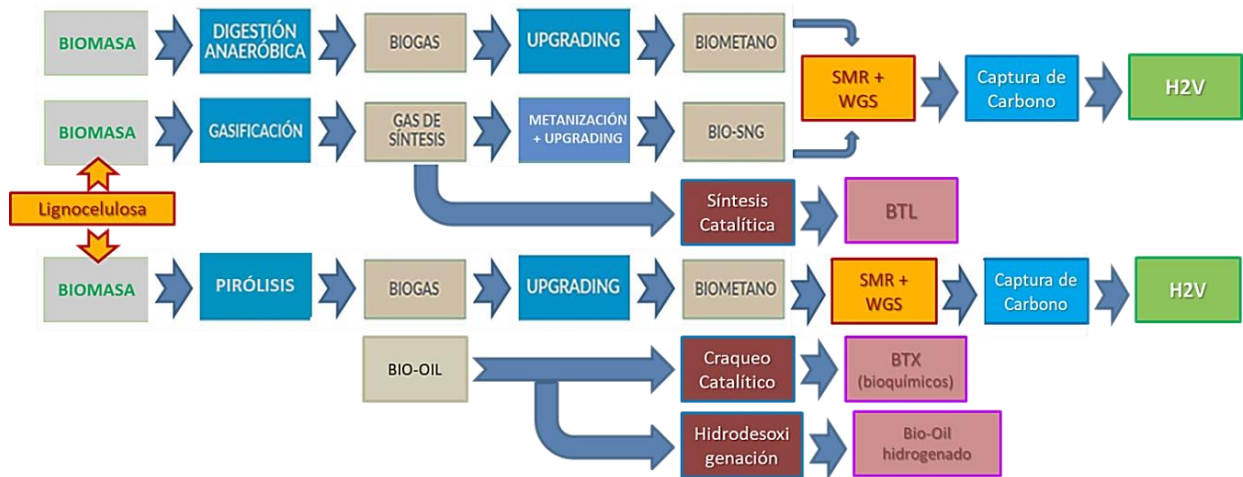 BIOMASA
DIGESTIÓN
ANAERÓBICA
BIOGAS
UPGRADING
BIOMETANO
SMR +
WGS
Captura de
Carbono
H2V
BIOMASA
GASIFICACIÓN
GAS DE
SÍNTESIS
METANIZACIÓN
+ UPGRADING
BIO-SNG
Lignocelulosa
Síntesis
Catalítica
BTL
BIOMASA
PIRÓLISIS
BIOGAS
UPGRADING
BIOMETANO
SMR +
WGS
Captura de
Carbono
H2V
BIO-OIL
Craqueo
Catalítico
BTX
(bioquímicos)
Hidrodesoxi
genación
Bio-Oil
hidrogenado